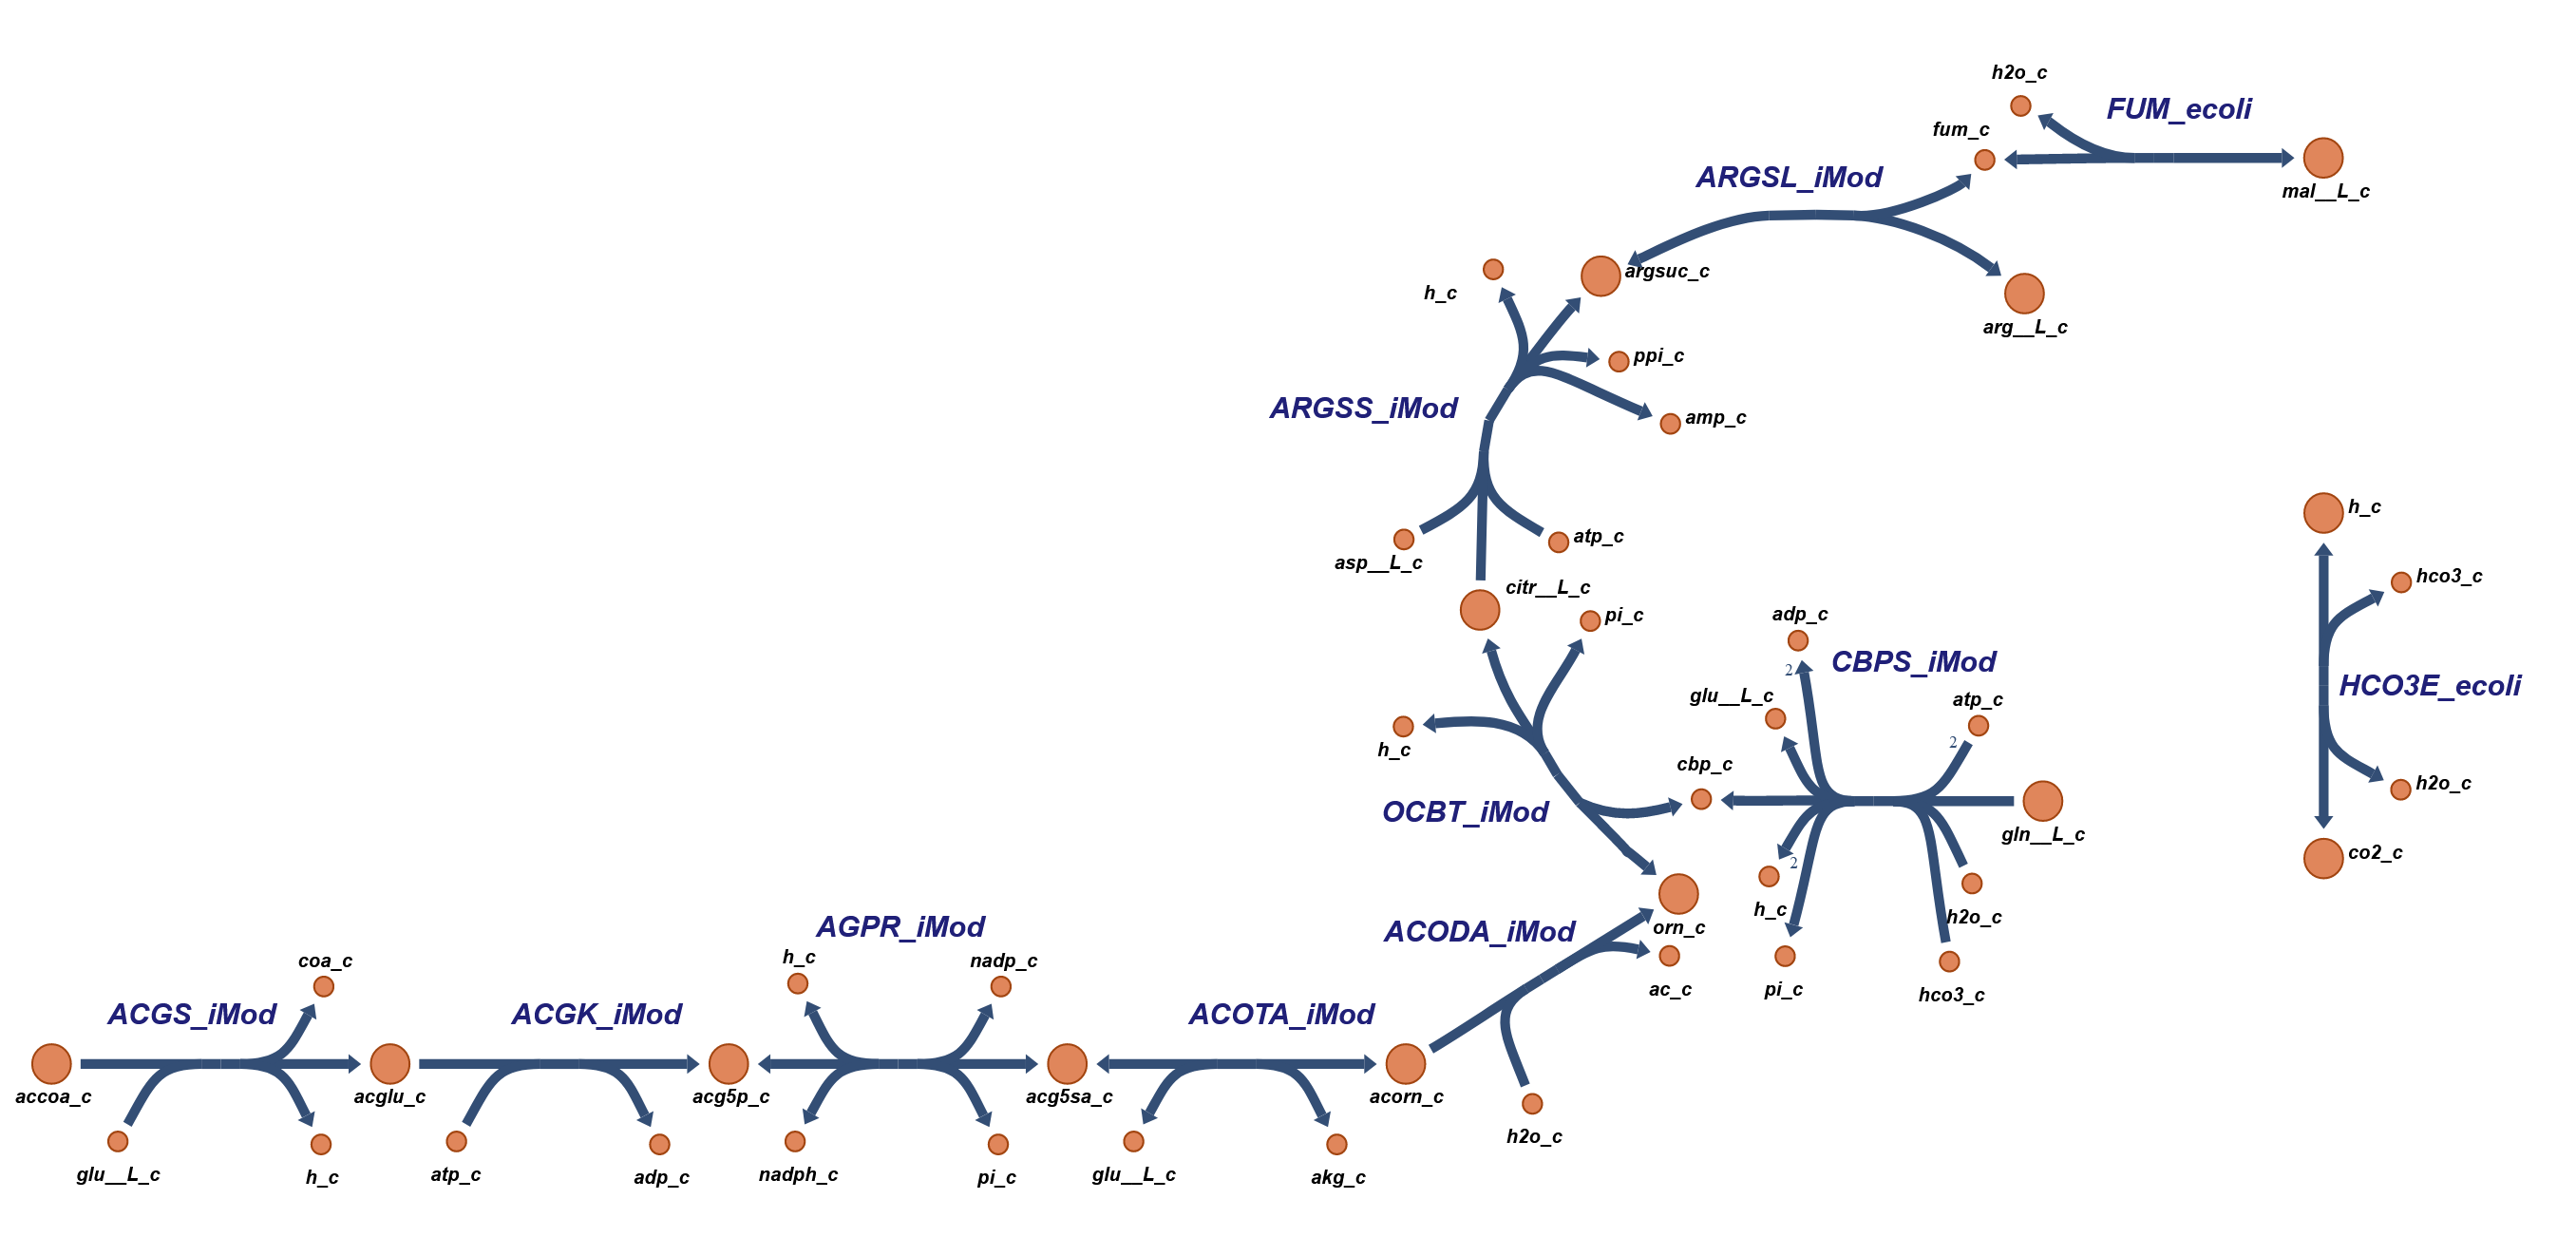 h2o_c
FUM_ecoli
fum_c
ARGSL_iMod
mal__L_c
argsuc_c
h_c
arg__L_c
ppi_c
ARGSS_iMod
amp_c
h_c
atp_c
asp__L_c
hco3_c
citr__L_c
pi_c
adp_c
2
CBPS_iMod
HCO3E_ecoli
glu__L_c
atp_c
2
h_c
cbp_c
h2o_c
OCBT_iMod
gln__L_c
co2_c
2
h_c
h2o_c
orn_c
ACODA_iMod
AGPR_iMod
h_c
nadp_c
coa_c
ac_c
pi_c
hco3_c
ACGS_iMod
ACGK_iMod
ACOTA_iMod
accoa_c
acglu_c
acg5p_c
acg5sa_c
acorn_c
h2o_c
glu__L_c
h_c
atp_c
adp_c
nadph_c
pi_c
glu__L_c
akg_c